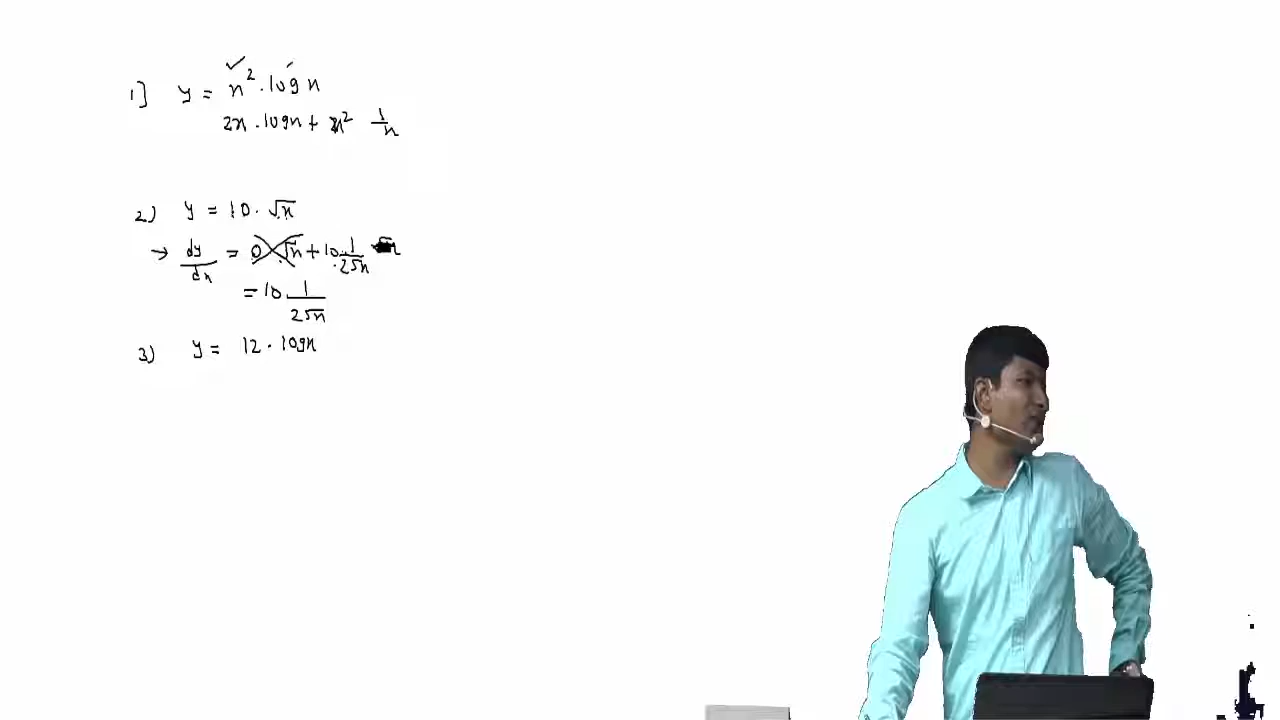 1] y = x² . log x
2x . log x + x² 1/x
2) y = 10 . √x
→ dy/dx = 0 . √x + 10 . 1/2√x
= 10 . 1/2√x
3) y = 12 . log x